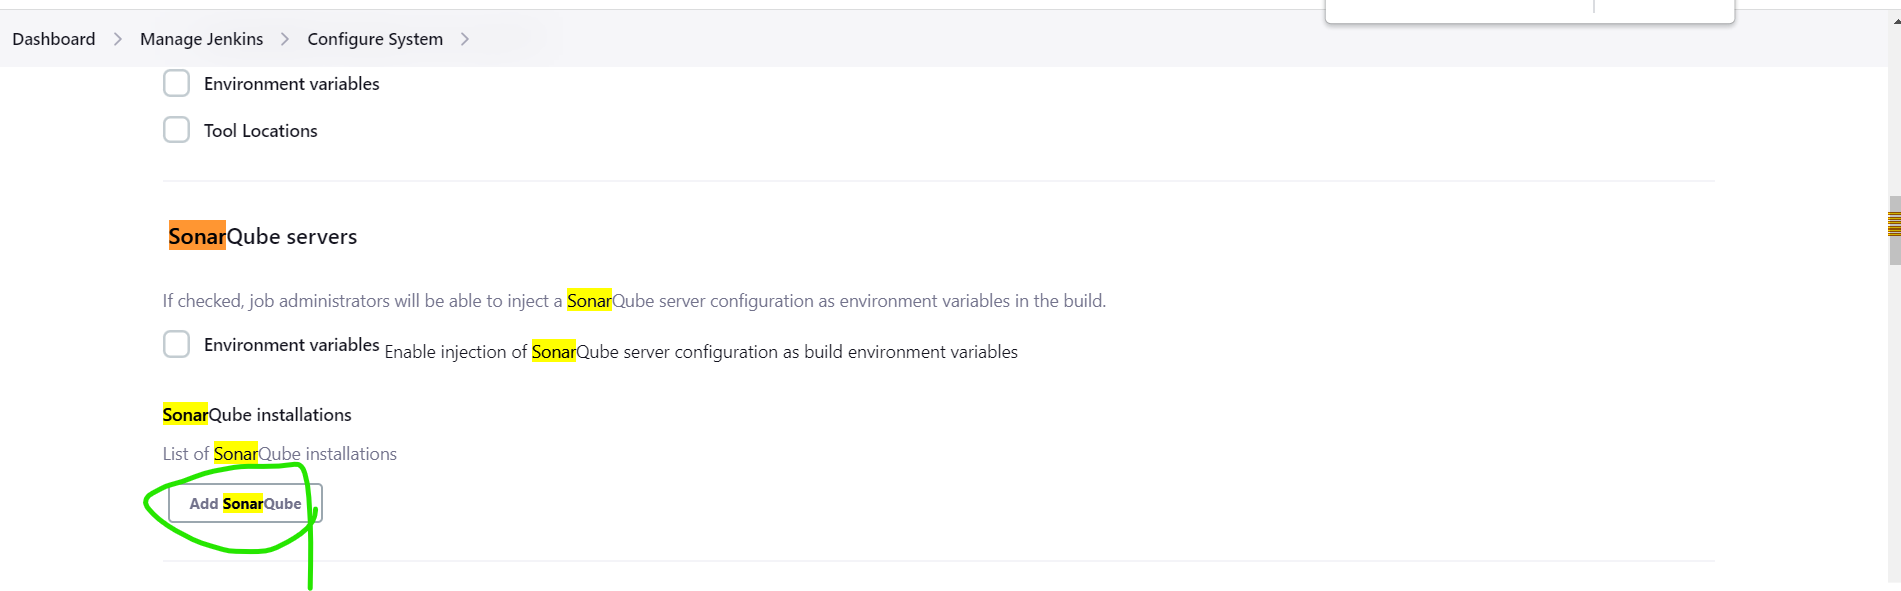 Dashboard > Manage Jenkins > Configure System >
Environment variables
Tool Locations
SonarQube servers
If checked, job administrators will be able to inject a SonarQube server configuration as environment variables in the build.
Environment variables Enable injection of SonarQube server configuration as build environment variables
SonarQube installations
List of SonarQube installations
Add SonarQube